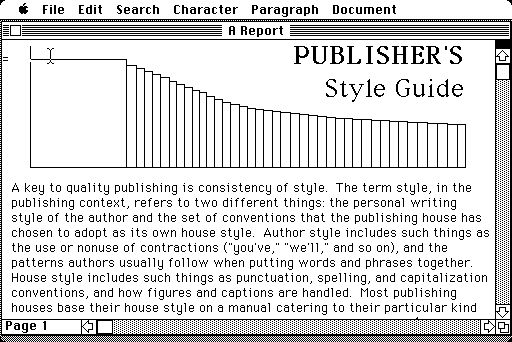 File Edit Search Character Paragraph Document
A Report
PUBLISHER'S
Style Guide
A key to quality publishing is consistency of style. The term style, in the
publishing context, refers to two different things: the personal writing
style of the author and the set of conventions that the publishing house has
chosen to adopt as its own house style. Author style includes such things as
the use or nonuse of contractions ("you've," "we'll," and so on), and the
patterns authors usually follow when putting words and phrases together.
House style includes such things as punctuation, spelling, and capitalization
conventions, and how figures and captions are handled. Most publishing
houses base their house style on a manual catering to their particular kind
Page 1